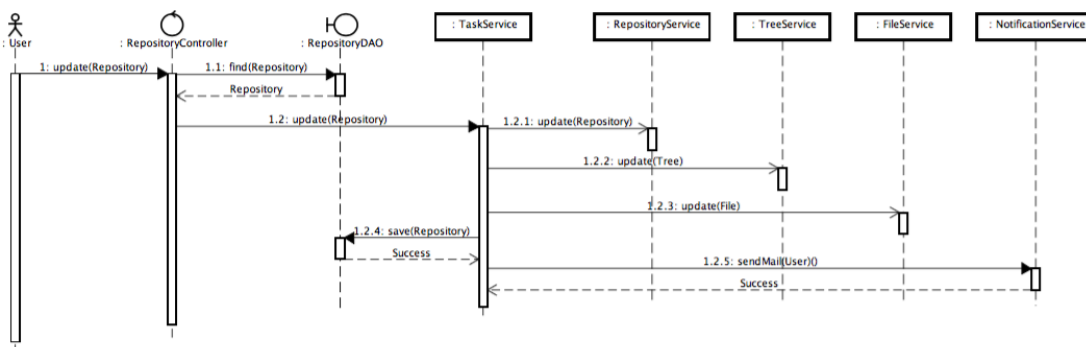 : User
: RepositoryController
: RepositoryDAO
: TaskService
: RepositoryService
: TreeService
: FileService
: NotificationService
1: update(Repository)
1.1: find(Repository)
Repository
1.2: update(Repository)
1.2.1: update(Repository)
1.2.2: update(Tree)
1.2.3: update(File)
1.2.4: save(Repository)
Success
1.2.5: sendMail(User)()
Success